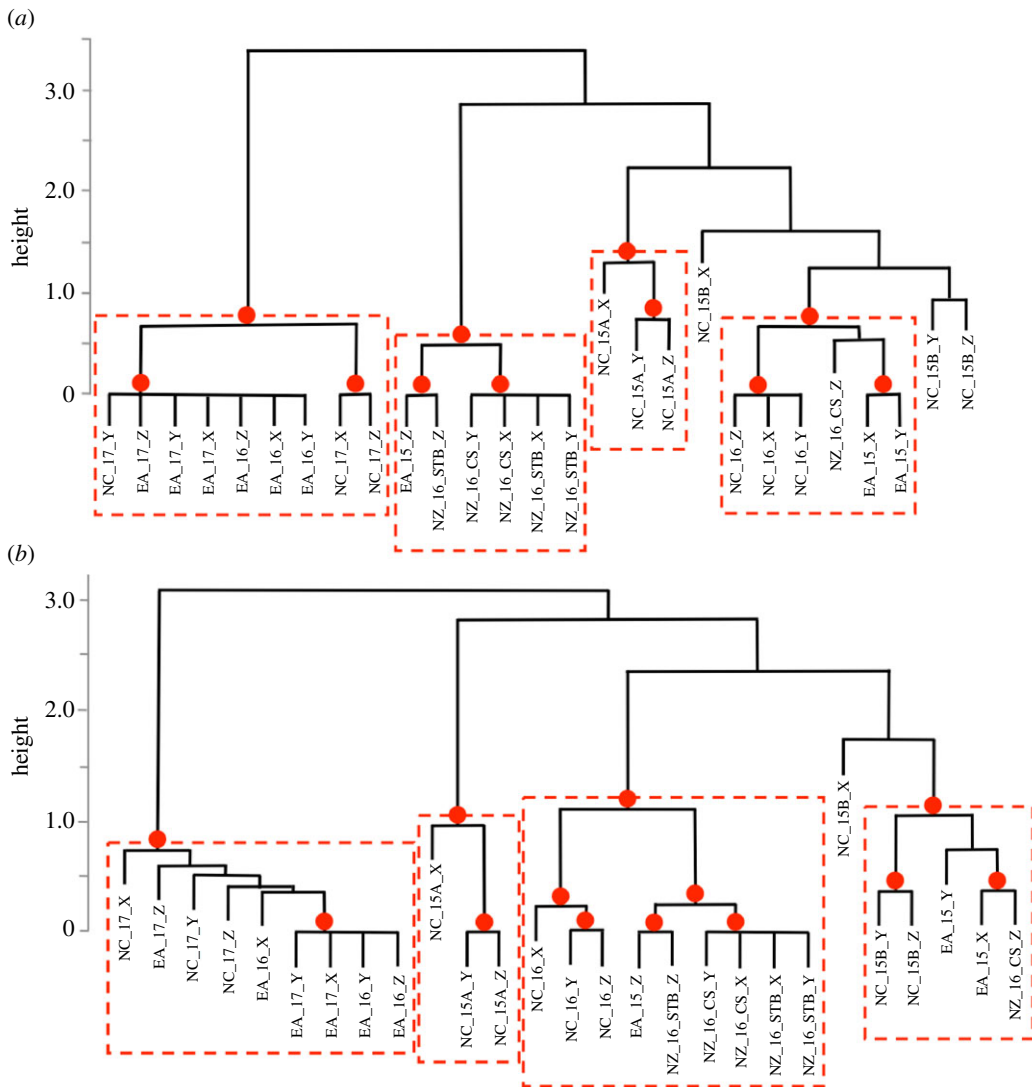 (a)
3.0
2.0
1.0
0
height
NC_17_Y
EA_17_Z
EA_17_Y
EA_17_X
EA_16_Z
EA_16_X
EA_16_Y
NC_17_X
NC_17_Z
EA_15_Z
NZ_16_STB_Z
NZ_16_CS_Y
NZ_16_CS_X
NZ_16_STB_X
NZ_16_STB_Y
NC_15A_X
NC_15A_Y
NC_15A_Z
NC_15B_X
NC_16_Z
NC_16_X
NC_16_Y
NZ_16_CS_Z
EA_15_X
EA_15_Y
NC_15B_Y
NC_15B_Z
(b)
3.0
2.0
1.0
0
height
NC_17_X
EA_17_Z
NC_17_Y
NC_17_Z
EA_16_X
EA_17_Y
EA_17_X
EA_16_Y
EA_16_Z
NC_15A_X
NC_15A_Y
NC_15A_Z
NC_16_X
NC_16_Y
NC_16_Z
EA_15_Z
NZ_16_STB_Z
NZ_16_CS_Y
NZ_16_CS_X
NZ_16_STB_X
NZ_16_STB_Y
NC_15B_X
NC_15B_Y
NC_15B_Z
EA_15_Y
EA_15_X
NZ_16_CS_Z